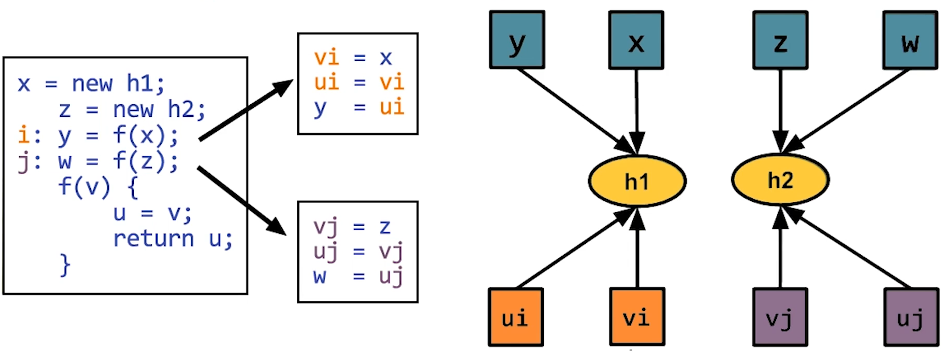 x = new h1;
z = new h2;
i: y = f(x);
j: w = f(z);
f(v) {
u = v;
return u;
}
vi = x
ui = vi
y = ui
vj = z
uj = vj
w = uj
y x z w
h1 h2
ui vi vj uj